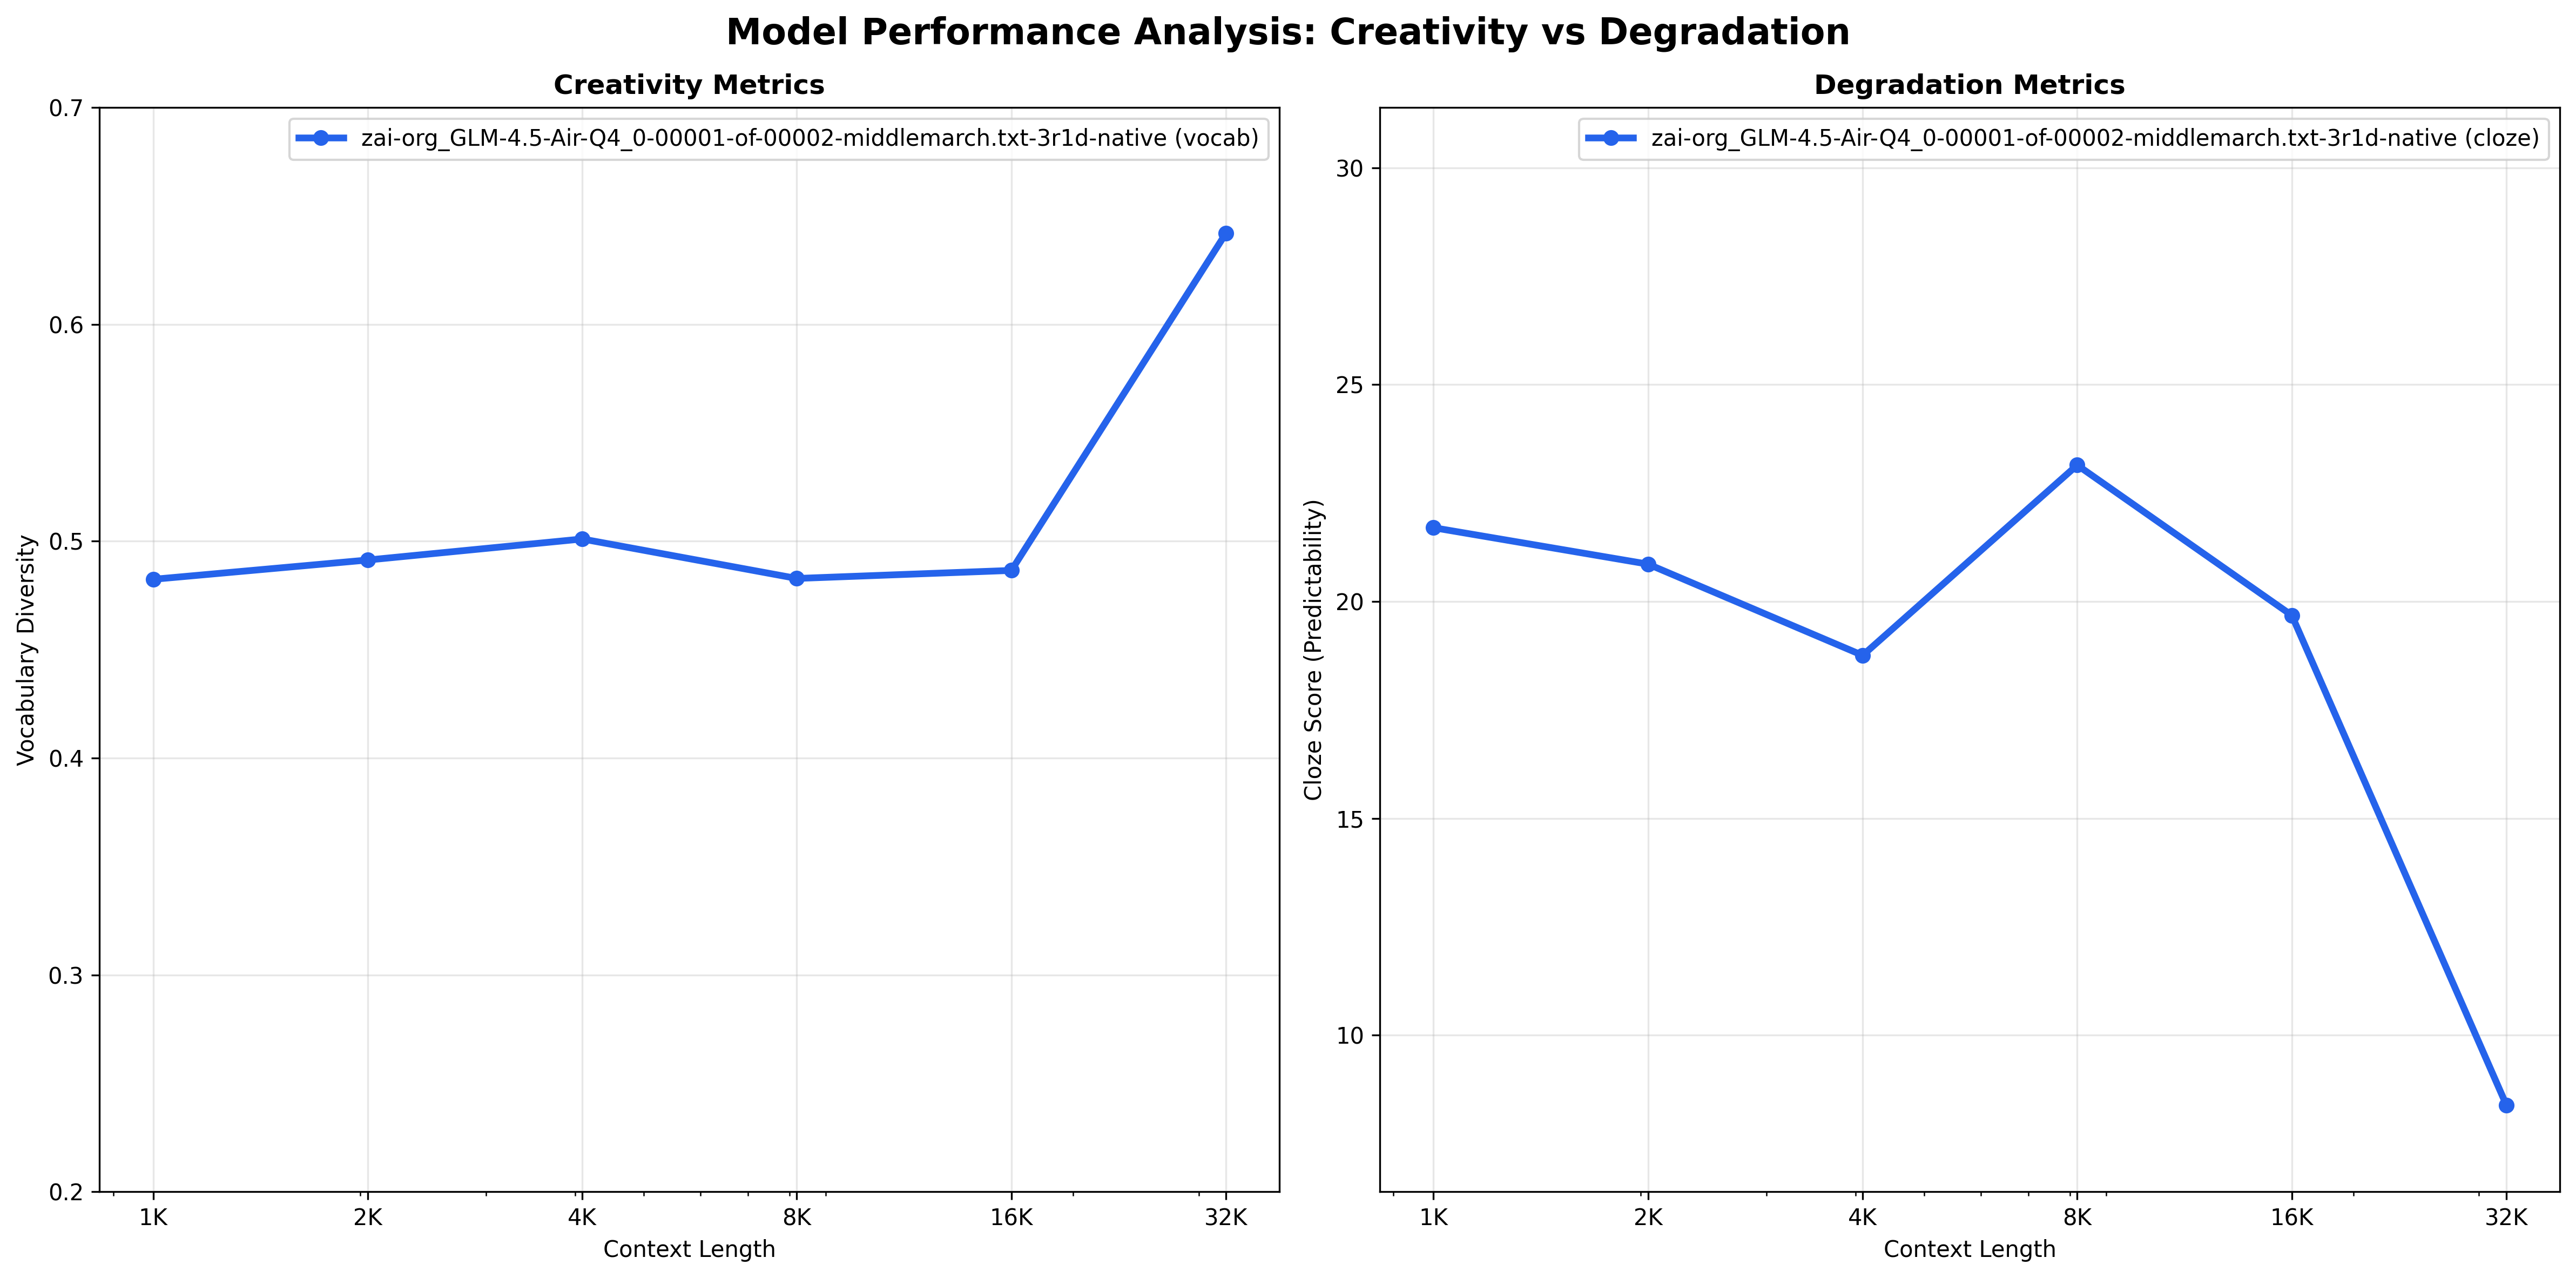 Model Performance Analysis: Creativity vs Degradation
Creativity Metrics
zai-org_GLM-4.5-Air-Q4_0-00001-of-00002-middlemarch.txt-3r1d-native (vocab)
Vocabulary Diversity
0.7
0.6
0.5
0.4
0.3
0.2
1K 2K 4K 8K 16K 32K
Context Length
Degradation Metrics
zai-org_GLM-4.5-Air-Q4_0-00001-of-00002-middlemarch.txt-3r1d-native (cloze)
Cloze Score (Predictability)
30
25
20
15
10
1K 2K 4K 8K 16K 32K
Context Length